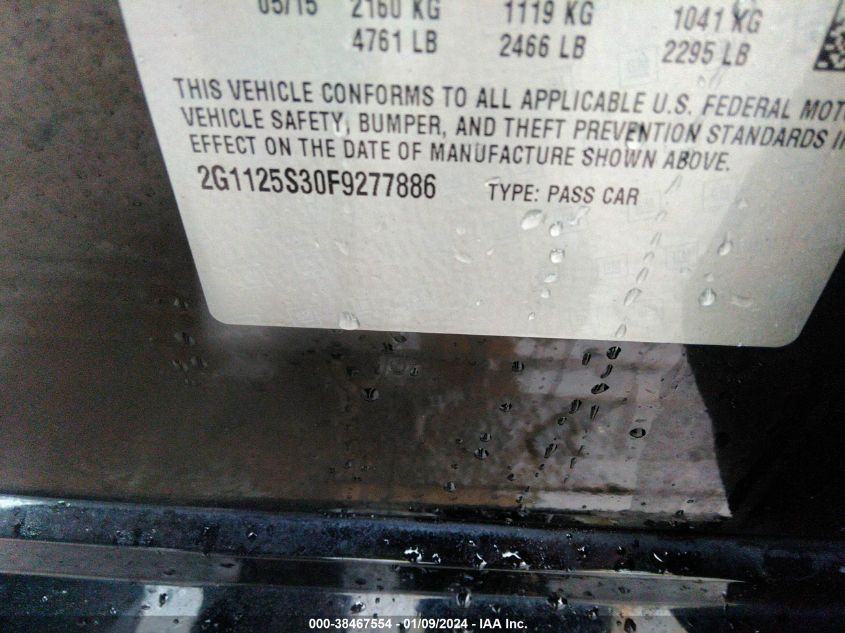 05/15 2160 KG 1119 KG 1041 KG
4761 LB 2466 LB 2295 LB
THIS VEHICLE CONFORMS TO ALL APPLICABLE U.S. FEDERAL MOT
VEHICLE SAFETY, BUMPER, AND THEFT PREVENTION STANDARDS I
EFFECT ON THE DATE OF MANUFACTURE SHOWN ABOVE.
2G1125S30F9277886 TYPE: PASS CAR
000-38467554 - 01/09/2024 - IAA Inc.